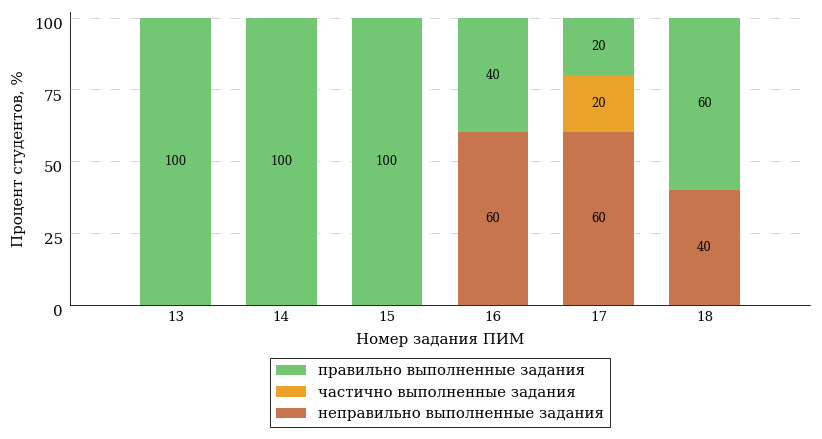 100
75
50
25
0
Процент студентов, %
100
100
100
40
60
20
20
60
60
40
13 14 15 16 17 18
Номер задания ПИМ
правильно выполненные задания
частично выполненные задания
неправильно выполненные задания